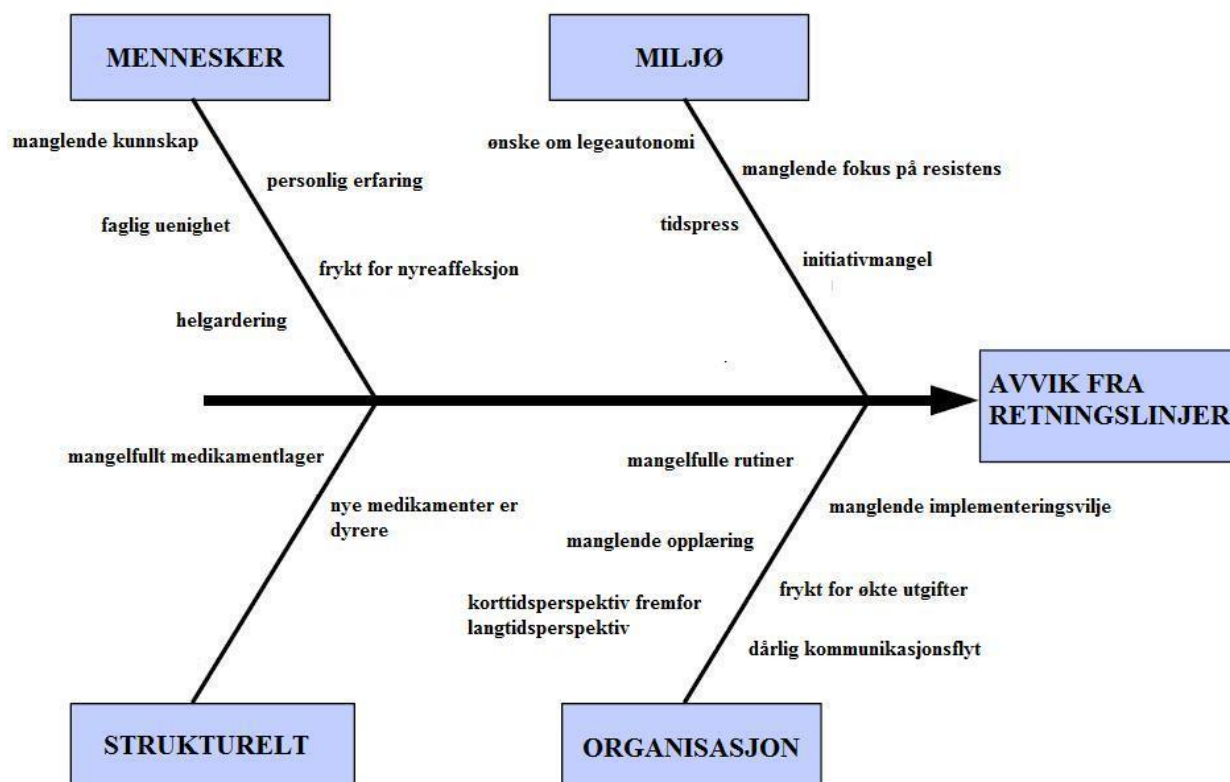 MENNESKER
MILJØ
manglende kunnskap
personlig erfaring
faglig uenighet
frykt for nyreaffeksjon
helgardering
ønske om legeautonomi
manglende fokus på resistens
tidspress
initiativmangel
AVVIK FRA
RETNINGSLINJER
mangelfullt medikamentlager
nye medikamenter er
dyrere
mangelfulle rutiner
manglende implementeringsvilje
manglende opplæring
frykt for økte utgifter
korttidsperspektiv fremfor
langtidsperspektiv
dårlig kommunikasjonsflyt
STRUKTURELT
ORGANISASJON